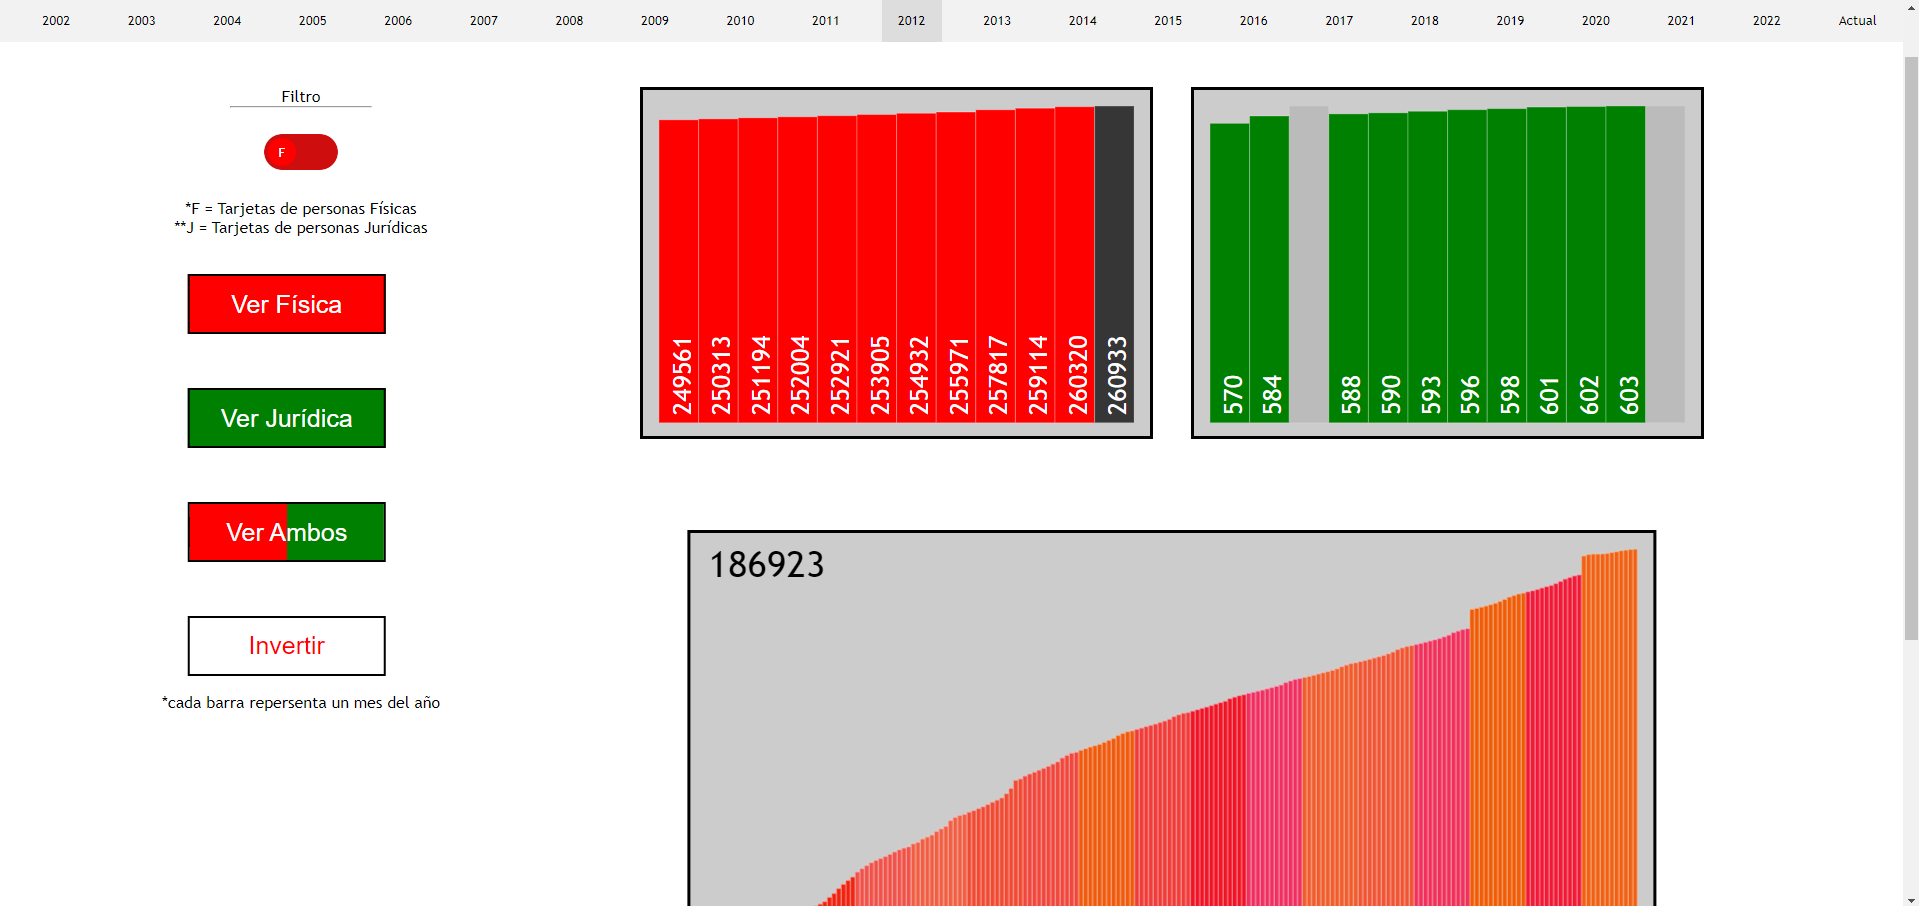 2002 2003 2004 2005 2006 2007 2008 2009 2010 2011 2012 2013 2014 2015 2016 2017 2018 2019 2020 2021 2022 Actual
Filtro
F
*F = Tarjetas de personas Físicas
**J = Tarjetas de personas Jurídicas
Ver Física
Ver Jurídica
Ver Ambos
Invertir
*cada barra repersenta un mes del año
249561
250313
251194
252004
252921
253905
254932
255971
257817
259114
260320
260933
570
584
588
590
593
596
598
601
602
603
186923